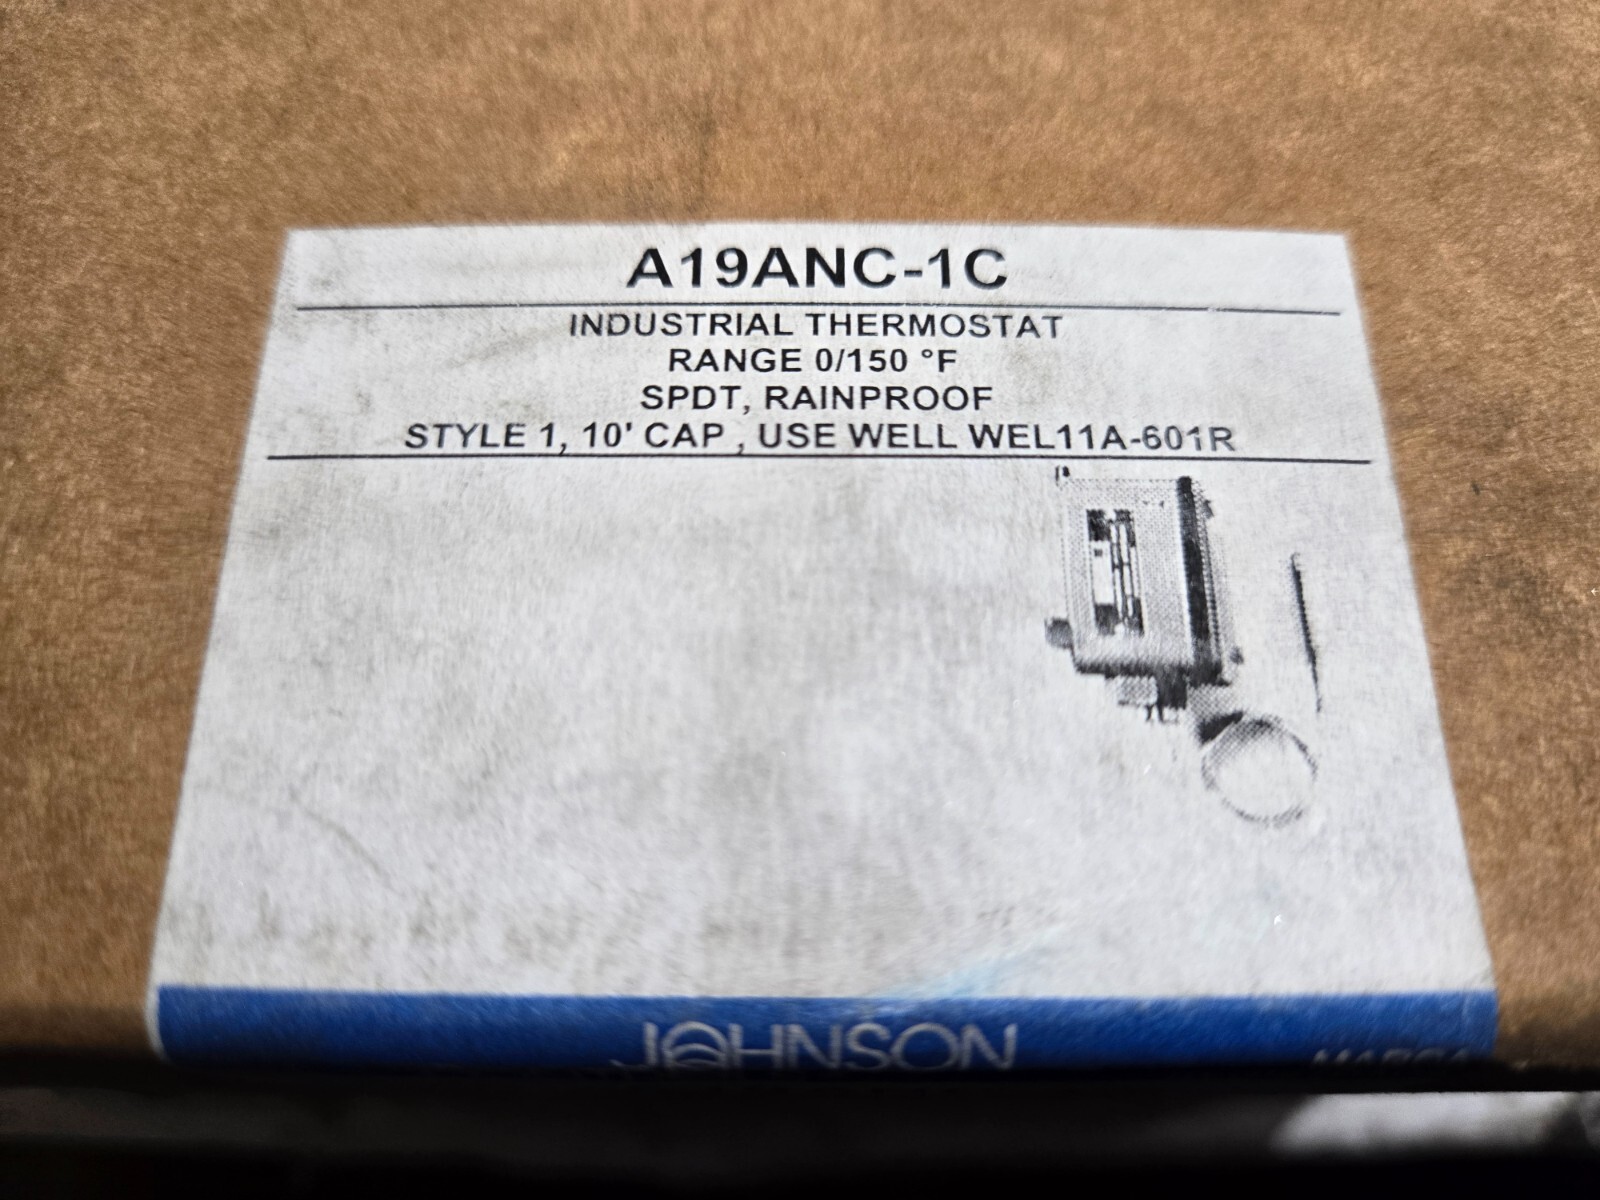 A19ANC-1C
INDUSTRIAL THERMOSTAT
RANGE 0/150 °F
SPDT, RAINPROOF
STYLE 1, 10' CAP , USE WELL WEL11A-601R
JOHNSON